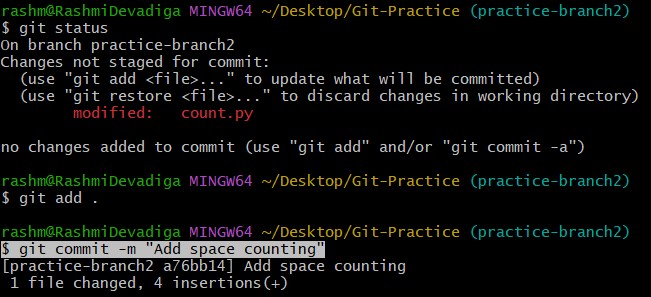 rashm@RashmiDevadiga MINGW64 ~/Desktop/Git-Practice (practice-branch2)
$ git status
On branch practice-branch2
Changes not staged for commit:
  (use "git add <file>..." to update what will be committed)
  (use "git restore <file>..." to discard changes in working directory)
        modified:   count.py

no changes added to commit (use "git add" and/or "git commit -a")

rashm@RashmiDevadiga MINGW64 ~/Desktop/Git-Practice (practice-branch2)
$ git add .

rashm@RashmiDevadiga MINGW64 ~/Desktop/Git-Practice (practice-branch2)
$ git commit -m "Add space counting"
[practice-branch2 a76bb14] Add space counting
 1 file changed, 4 insertions(+)